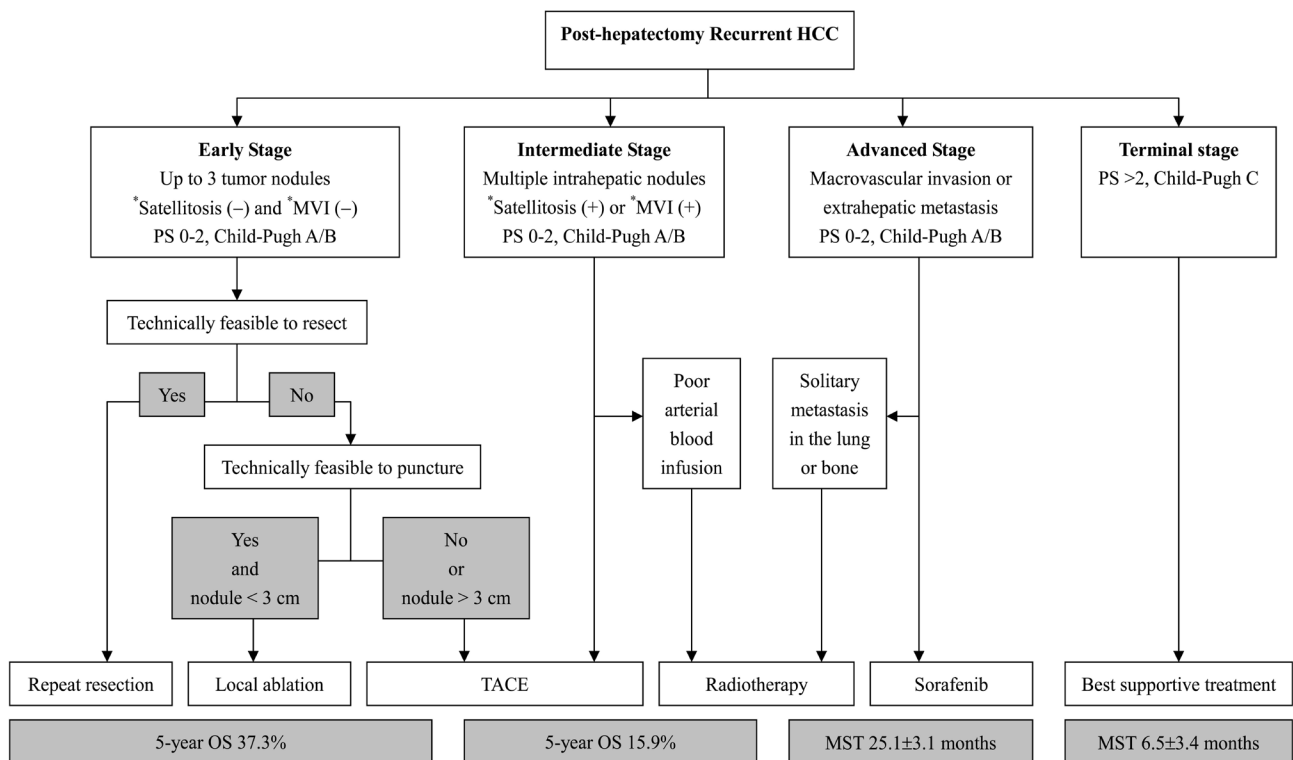 Post-hepatectomy Recurrent HCC
Early Stage
Up to 3 tumor nodules
*Satellitosis (−) and *MVI (−)
PS 0-2, Child-Pugh A/B
Intermediate Stage
Multiple intrahepatic nodules
*Satellitosis (+) or *MVI (+)
PS 0-2, Child-Pugh A/B
Advanced Stage
Macrovascular invasion or
extrahepatic metastasis
PS 0-2, Child-Pugh A/B
Terminal stage
PS >2, Child-Pugh C
Technically feasible to resect
Yes
No
Technically feasible to puncture
Yes
and
nodule < 3 cm
No
or
nodule > 3 cm
Poor
arterial
blood
infusion
Solitary
metastasis
in the lung
or bone
Repeat resection
Local ablation
TACE
Radiotherapy
Sorafenib
Best supportive treatment
5-year OS 37.3%
5-year OS 15.9%
MST 25.1±3.1 months
MST 6.5±3.4 months